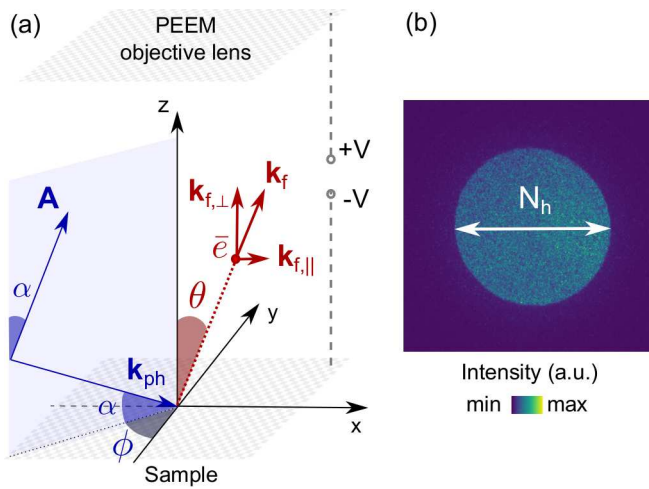 (a)
PEEM
objective lens
z
+V
-V
A
k_f,⊥
k_f
e̅
k_f,||
α
θ
y
k_ph
α
x
ϕ
Sample
(b)
N_h
Intensity (a.u.)
min max